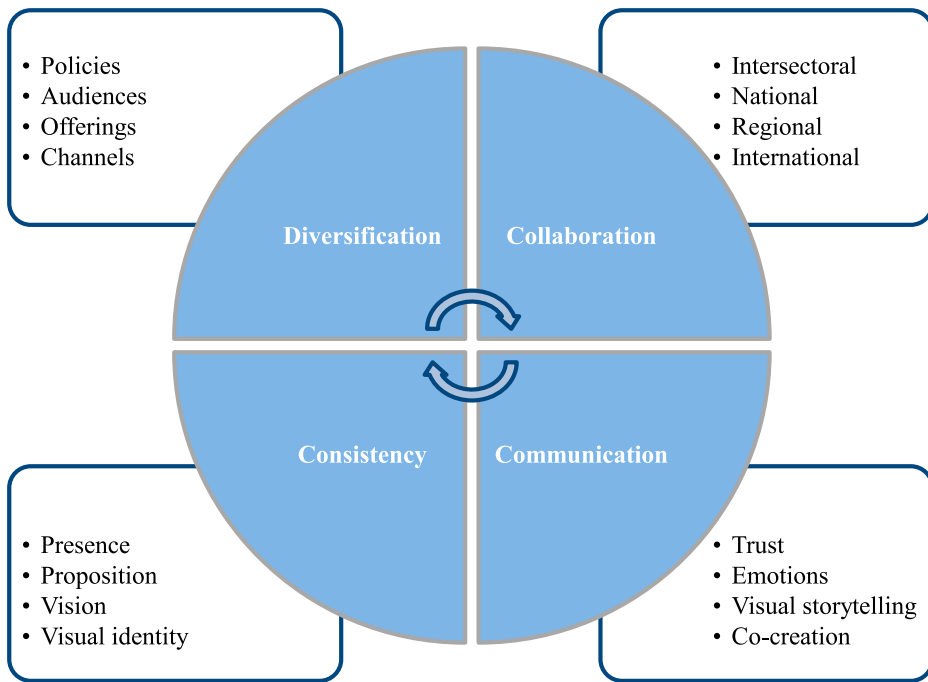 • Policies
• Audiences
• Offerings
• Channels
• Intersectoral
• National
• Regional
• International
Diversification
Collaboration
Consistency
Communication
• Presence
• Proposition
• Vision
• Visual identity
• Trust
• Emotions
• Visual storytelling
• Co-creation